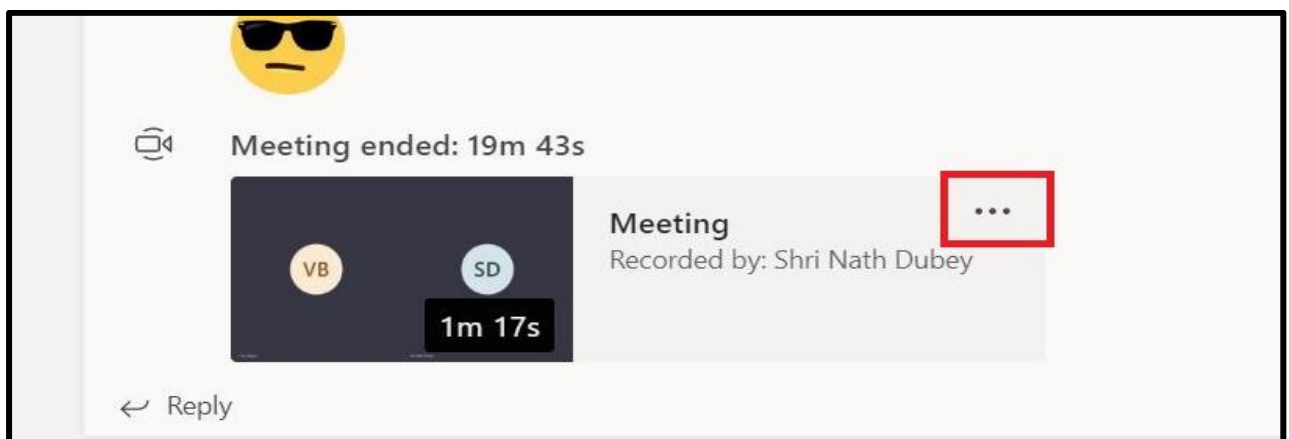 Meeting ended: 19m 43s
Meeting
Recorded by: Shri Nath Dubey
VB
SD
1m 17s
Reply